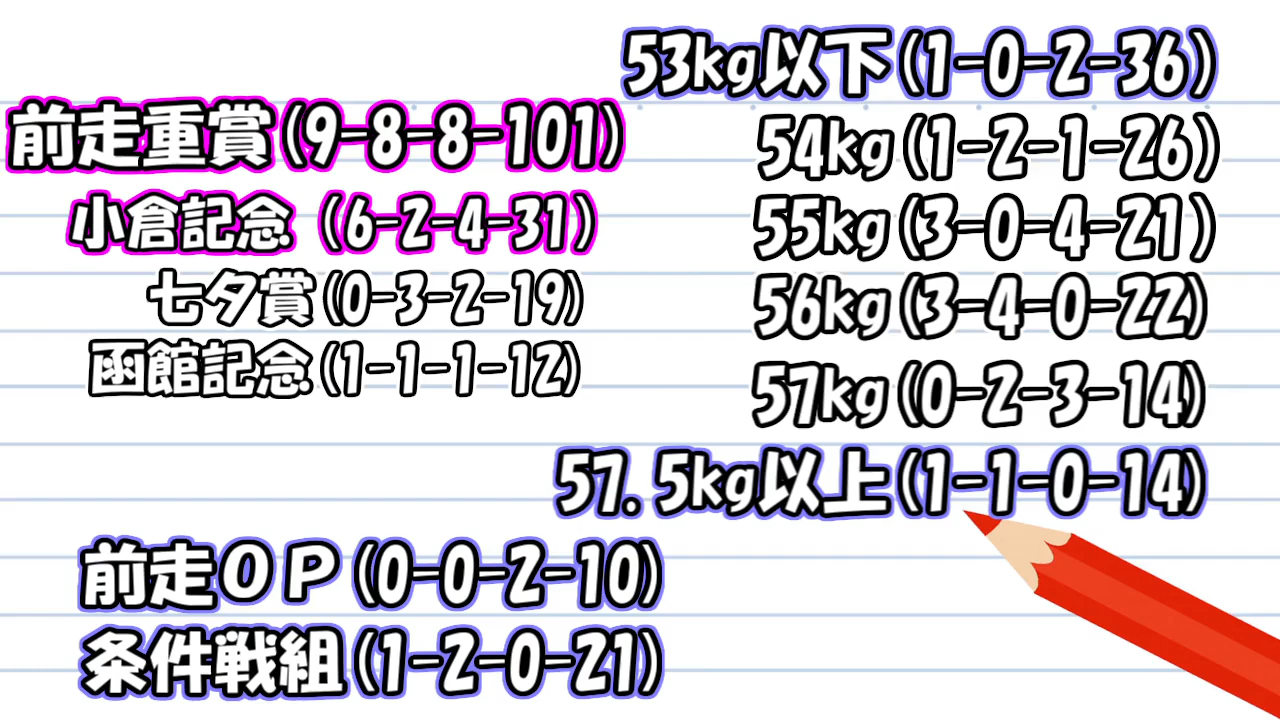 前走重賞(9-8-8-101)
小倉記念(6-2-4-31)
七夕賞(0-3-2-19)
函館記念(1-1-1-12)
前走OP(0-0-2-10)
条件戦組(1-2-0-21)
53kg以下(1-0-2-36)
54kg(1-2-1-26)
55kg(3-0-4-21)
56kg(3-4-0-22)
57kg(0-2-3-14)
57.5kg以上(1-1-0-14)